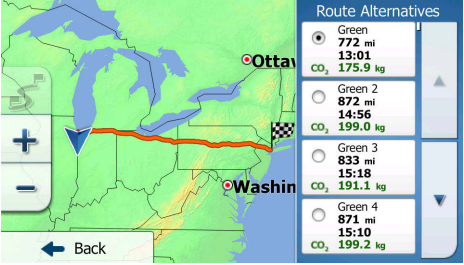 Route Alternatives
Green
772 mi
13:01
CO2 175.9 kg
Green 2
872 mi
14:56
CO2 199.0 kg
Green 3
833 mi
15:18
CO2 191.1 kg
Green 4
871 mi
15:10
CO2 199.2 kg
Ottav
Washin
Back